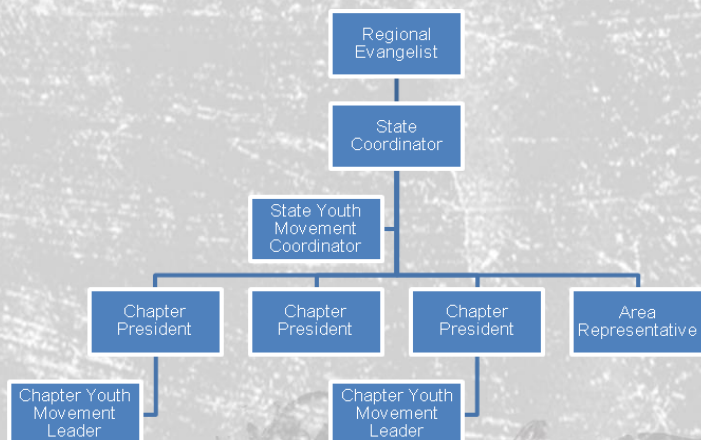 Regional
Evangelist
State
Coordinator
State Youth
Movement
Coordinator
Chapter
President
Chapter
President
Chapter
President
Area
Representative
Chapter Youth
Movement
Leader
Chapter Youth
Movement
Leader